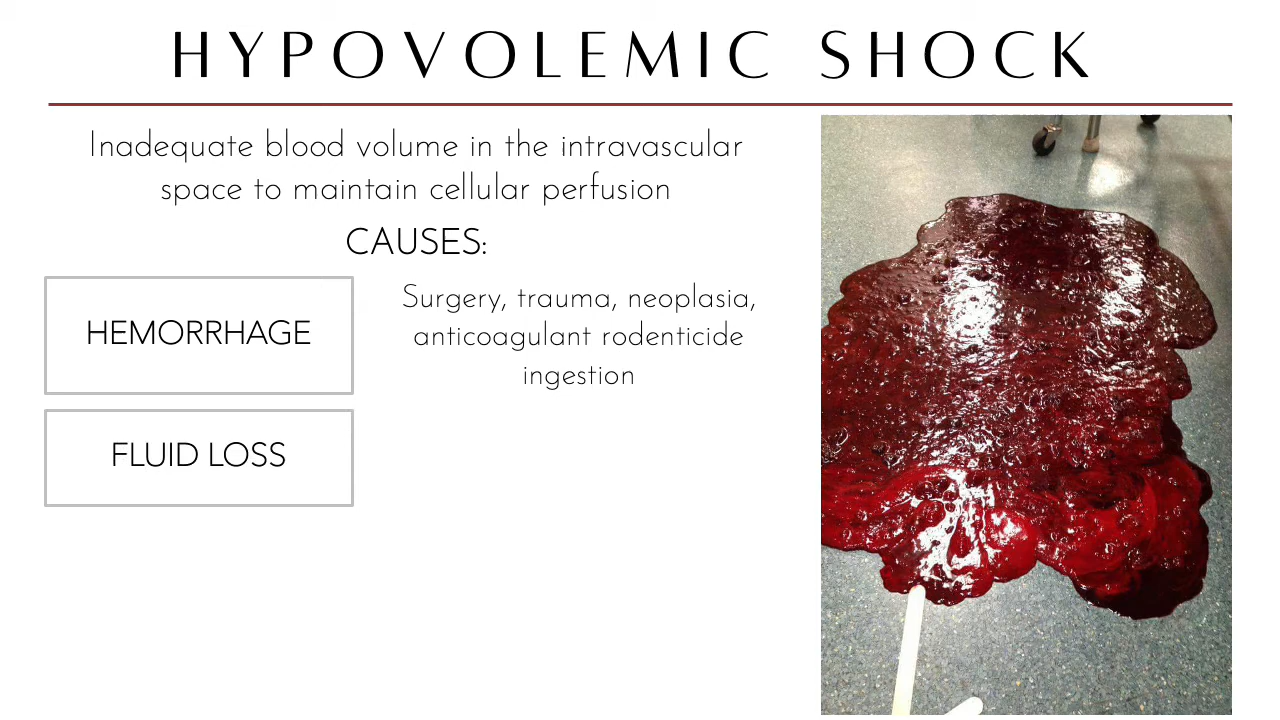 HYPOVOLEMIC SHOCK
Inadequate blood volume in the intravascular
space to maintain cellular perfusion
CAUSES:
HEMORRHAGE
Surgery, trauma, neoplasia,
anticoagulant rodenticide
ingestion
FLUID LOSS